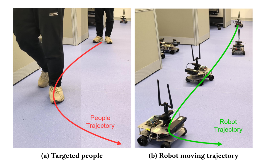 People
Trajectory
Robot
Trajectory
(a) Targeted people
(b) Robot moving trajectory